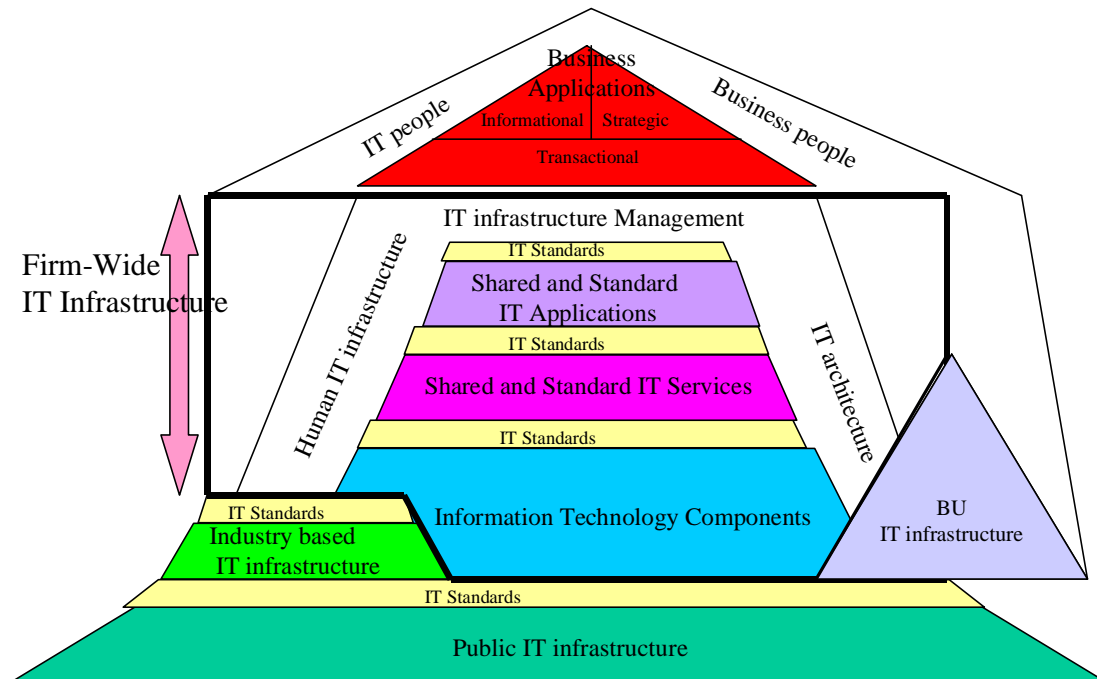 Business
Applications
IT people
Business people
Informational
Strategic
Transactional
IT infrastructure Management
Firm-Wide
IT Infrastructure
Human IT infrastructure
IT architecture
IT Standards
Shared and Standard
IT Applications
IT Standards
Shared and Standard IT Services
IT Standards
Information Technology Components
BU
IT infrastructure
IT Standards
Industry based
IT infrastructure
IT Standards
Public IT infrastructure